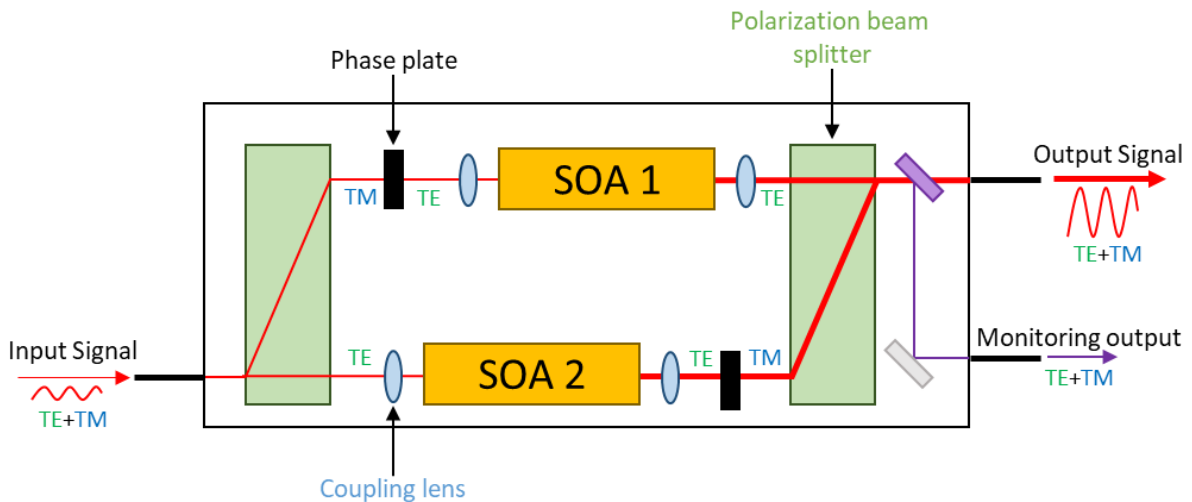 Polarization beam
splitter
Phase plate
SOA 1
TM
TE
TE
Output Signal
TE+TM
Input Signal
TE+TM
TE
SOA 2
TE
TM
Monitoring output
TE+TM
Coupling lens